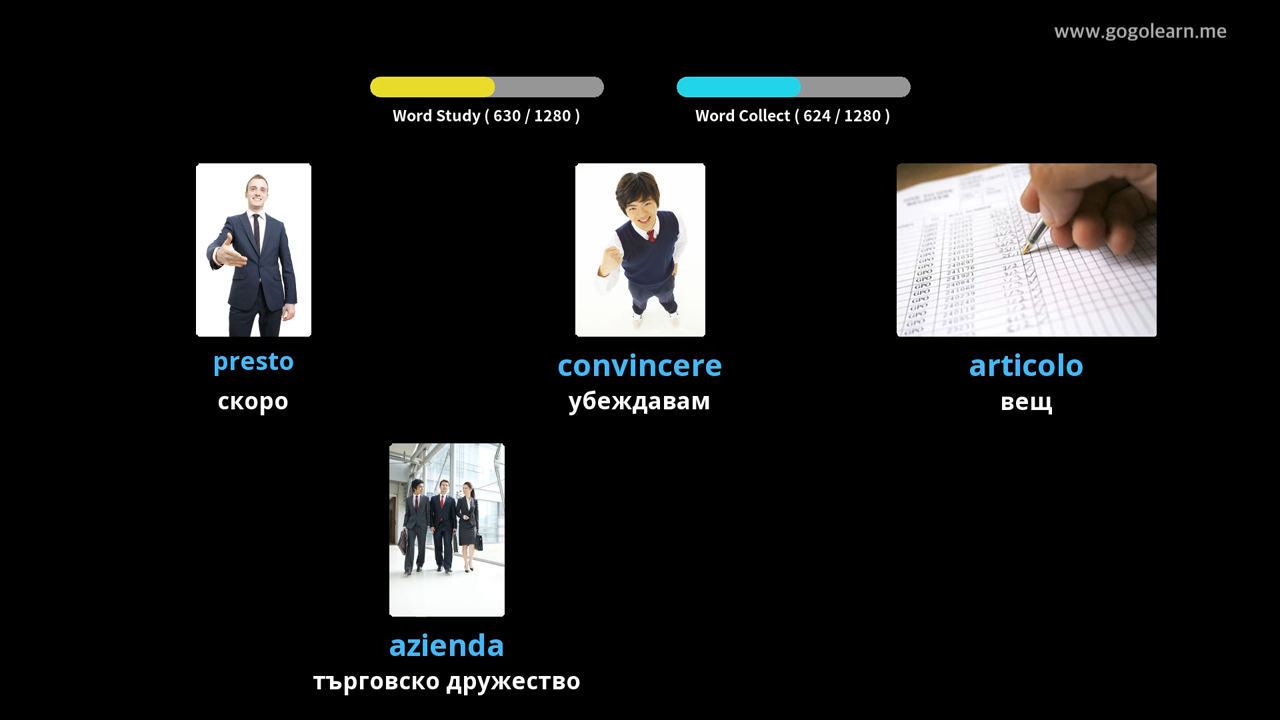 www.gogolearn.me
Word Study ( 630 / 1280 )
Word Collect ( 624 / 1280 )
presto
скоро
convincere
убеждавам
articolo
вещ
azienda
търговско дружество